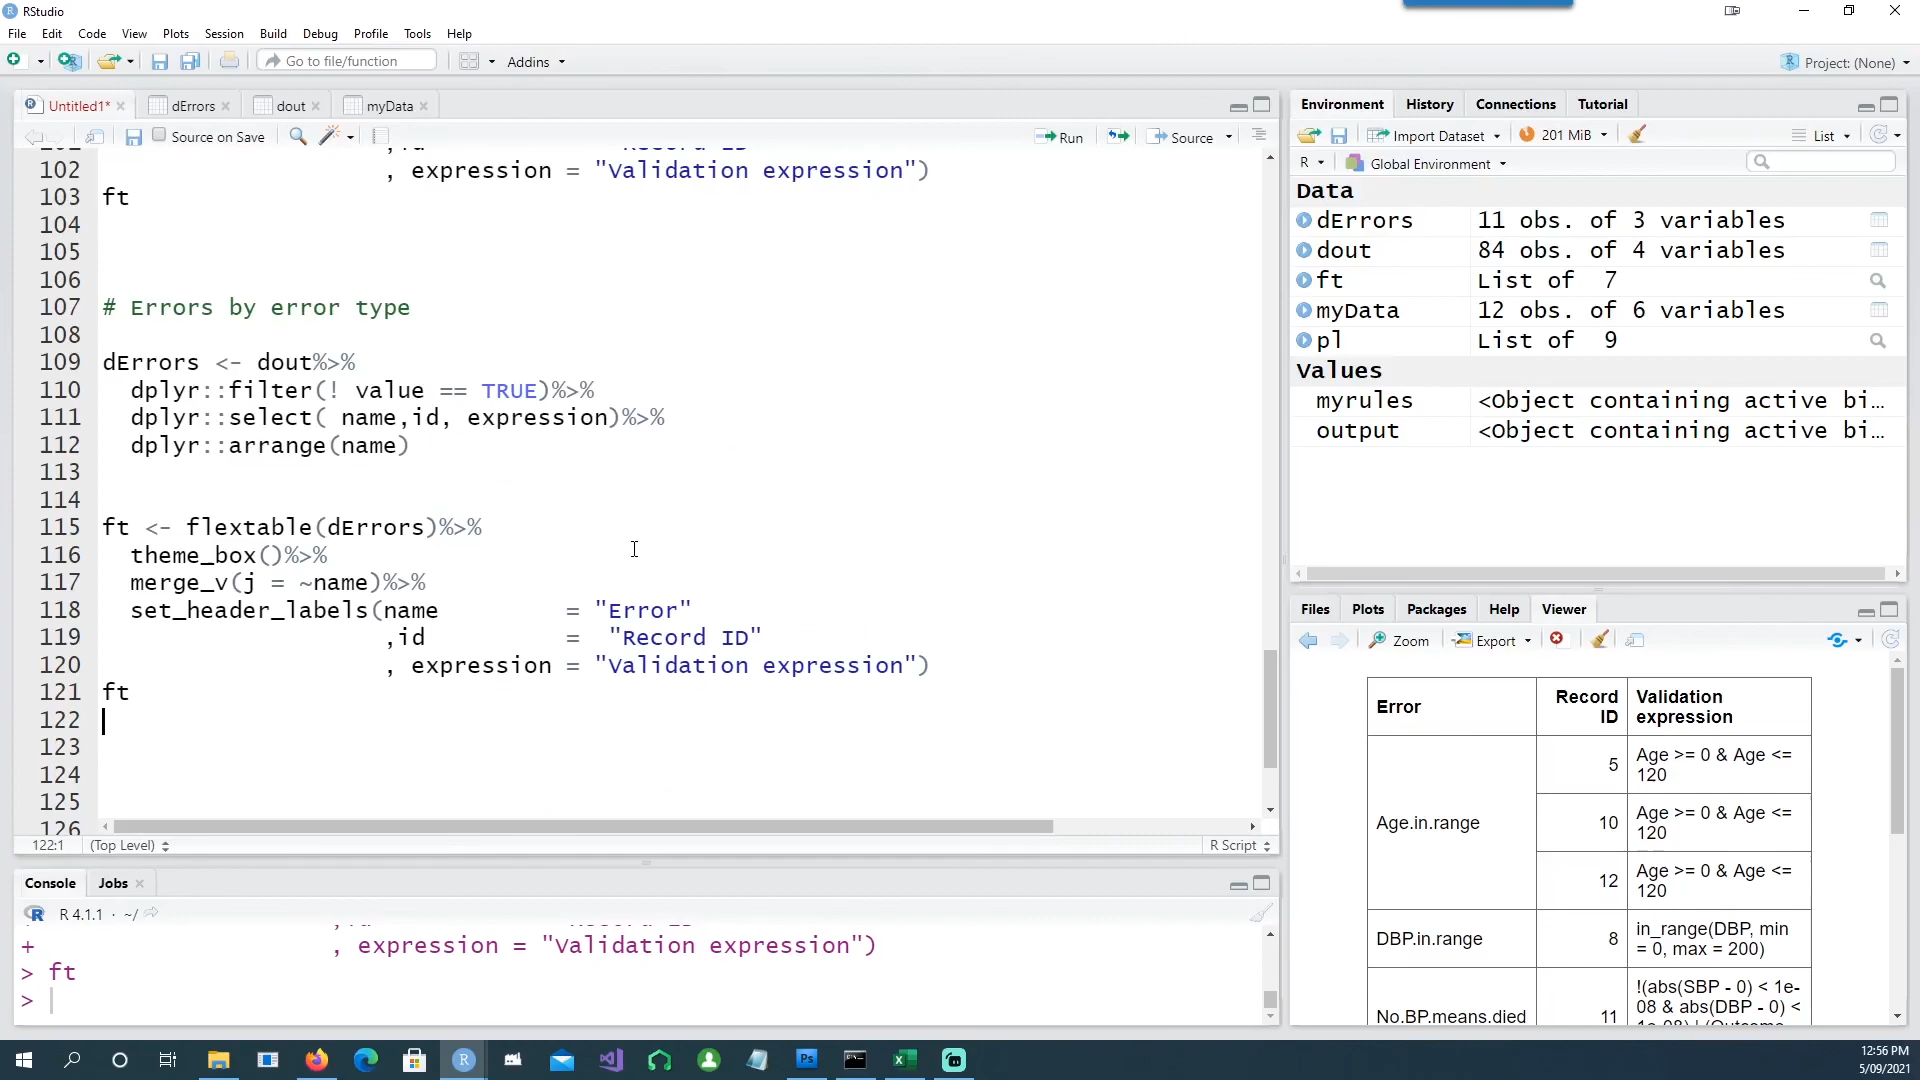 RStudio
File Edit Code View Plots Session Build Debug Profile Tools Help
Go to file/function Addins Project: (None)
Untitled1* dErrors dout myData
Source on Save Run Source
102 , expression = "Validation expression")
103 ft
104
105
106
107 # Errors by error type
108
109 dErrors <- dout%>%
110 dplyr::filter(! value == TRUE)%>%
111 dplyr::select( name,id, expression)%>%
112 dplyr::arrange(name)
113
114
115 ft <- flextable(dErrors)%>%
116 theme_box()%>%
117 merge_v(j = ~name)%>%
118 set_header_labels(name = "Error"
119 ,id = "Record ID"
120 , expression = "Validation expression")
121 ft
122
123
124
125
126
122:1 (Top Level) R Script
Console Jobs
R 4.1.1 · ~/
+ , expression = "Validation expression")
> ft
>
Environment History Connections Tutorial
Import Dataset 201 MiB List
R Global Environment
Data
dErrors 11 obs. of 3 variables
dout 84 obs. of 4 variables
ft List of 7
myData 12 obs. of 6 variables
pl List of 9
Values
myrules <Object containing active bi…
output <Object containing active bi…
Files Plots Packages Help Viewer
Zoom Export
Error Record ID Validation expression
Age.in.range
5 Age >= 0 & Age <=
120
10 Age >= 0 & Age <=
120
12 Age >= 0 & Age <=
120
DBP.in.range 8 in_range(DBP, min
= 0, max = 200)
No.BP.means.died 11 !(abs(SBP - 0) < 1e-
08 & abs(DBP - 0) <
12:56 PM
5/09/2021